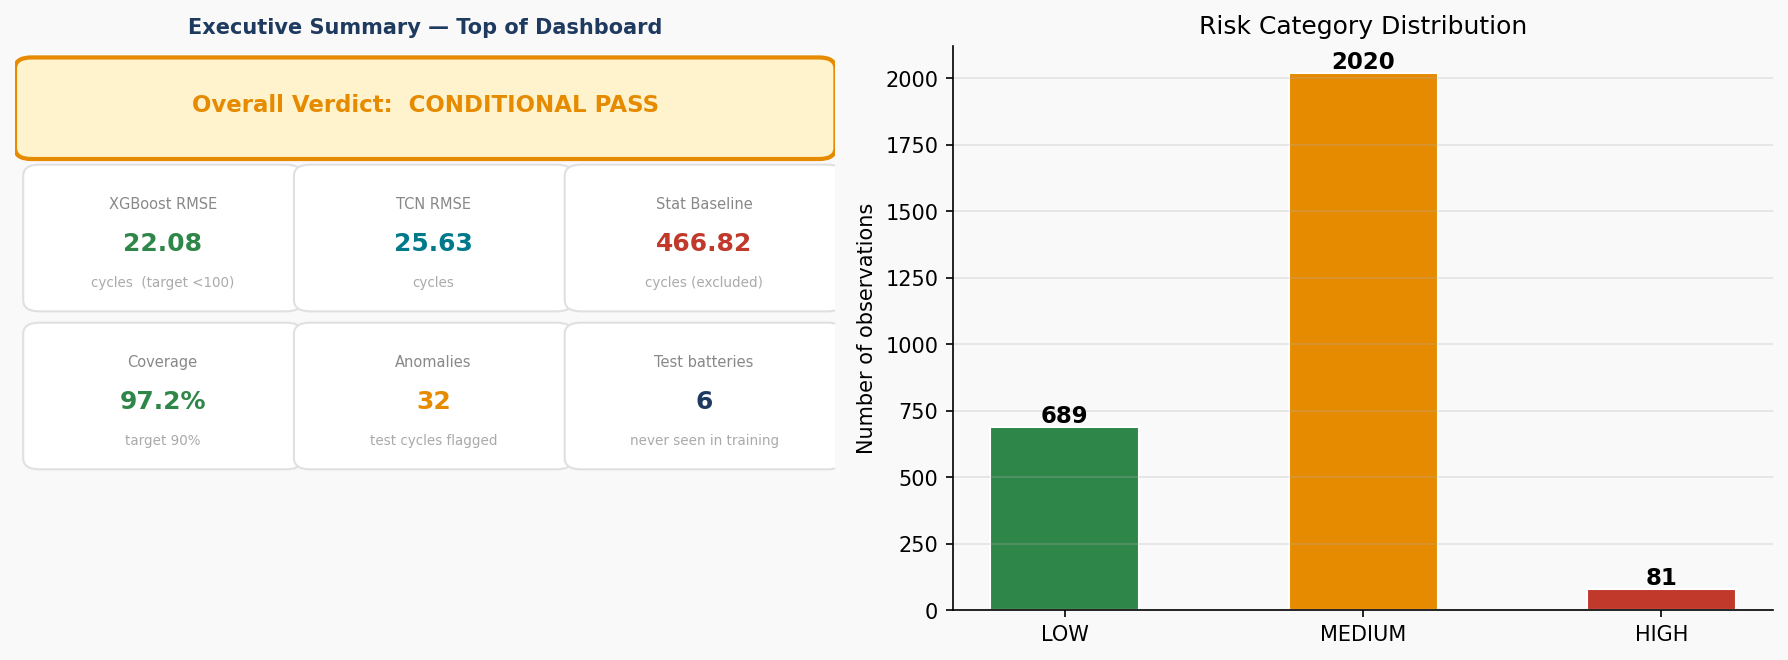 Executive Summary — Top of Dashboard
Overall Verdict:  CONDITIONAL PASS
XGBoost RMSE
22.08
cycles  (target <100)
TCN RMSE
25.63
cycles
Stat Baseline
466.82
cycles (excluded)
Coverage
97.2%
target 90%
Anomalies
32
test cycles flagged
Test batteries
6
never seen in training
Risk Category Distribution
Number of observations
2000
1750
1500
1250
1000
750
500
250
0
689
2020
81
LOW
MEDIUM
HIGH